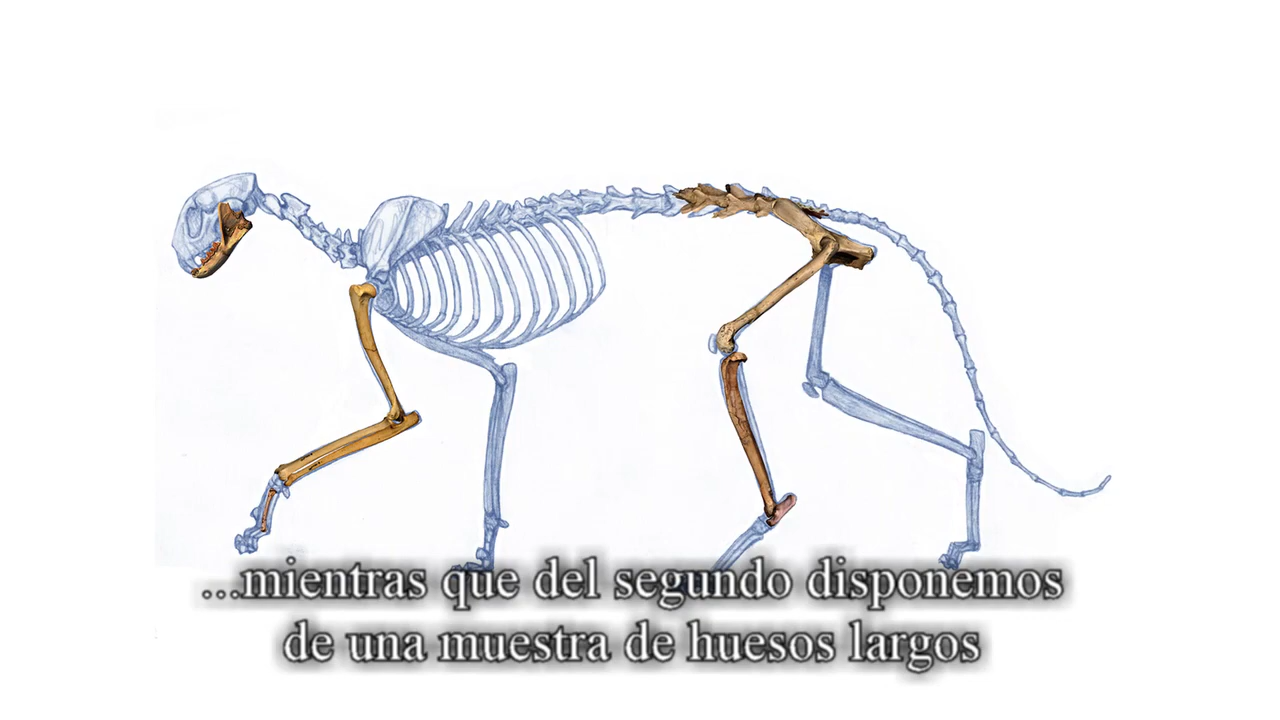 ...mientras que del segundo disponemos
de una muestra de huesos largos